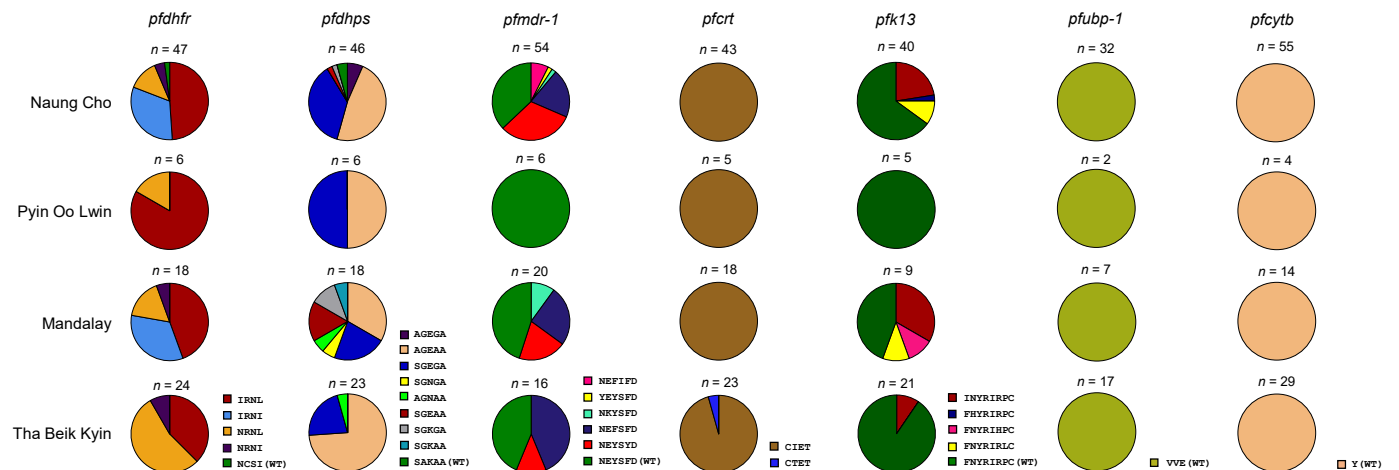 pfdhfr pfdhps pfmdr-1 pfcrt pfk13 pfubp-1 pfcytb
n = 47 n = 46 n = 54 n = 43 n = 40 n = 32 n = 55
Naung Cho
n = 6 n = 6 n = 6 n = 5 n = 5 n = 2 n = 4
Pyin Oo Lwin
n = 18 n = 18 n = 20 n = 18 n = 9 n = 7 n = 14
Mandalay
n = 24 n = 23 n = 16 n = 23 n = 21 n = 17 n = 29
Tha Beik Kyin
IRNL
IRNI
NRNL
NRNI
NCSI(WT)
AGEGA
AGEAA
SGEGA
SGNGA
AGNAA
SGEAA
SGKGA
SGKAA
SAKAA(WT)
NEFIFD
YEYSFD
NKYSFD
NEFSFD
NEYSYD
NEYSFD(WT)
CIET
CTET
INYRIRPC
FHYRIRPC
FNYRIHPC
FNYRIRLC
FNYRIRPC(WT)
VVE(WT)
Y(WT)